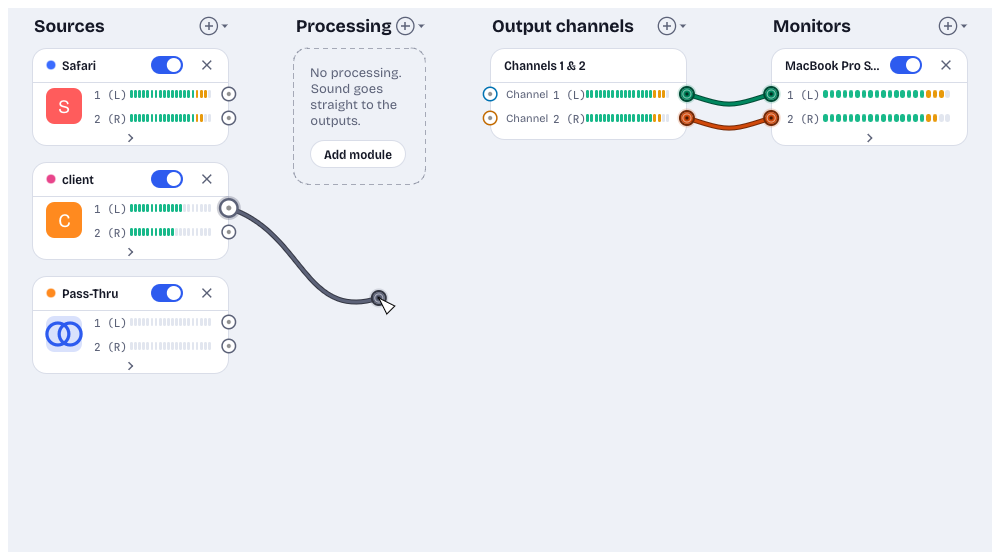 Sources
Processing
Output channels
Monitors
Safari
S
1 (L)
2 (R)
client
C
1 (L)
2 (R)
Pass-Thru
1 (L)
2 (R)
No processing.
Sound goes
straight to the
outputs.
Add module
Channels 1 & 2
Channel 1 (L)
Channel 2 (R)
MacBook Pro S...
1 (L)
2 (R)